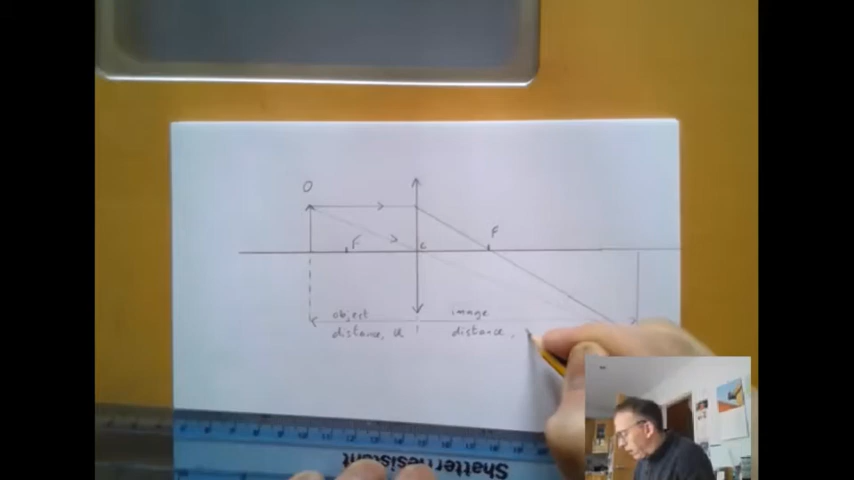 O
F
F
c
object
distance, u
image
distance,
Shatter resistant